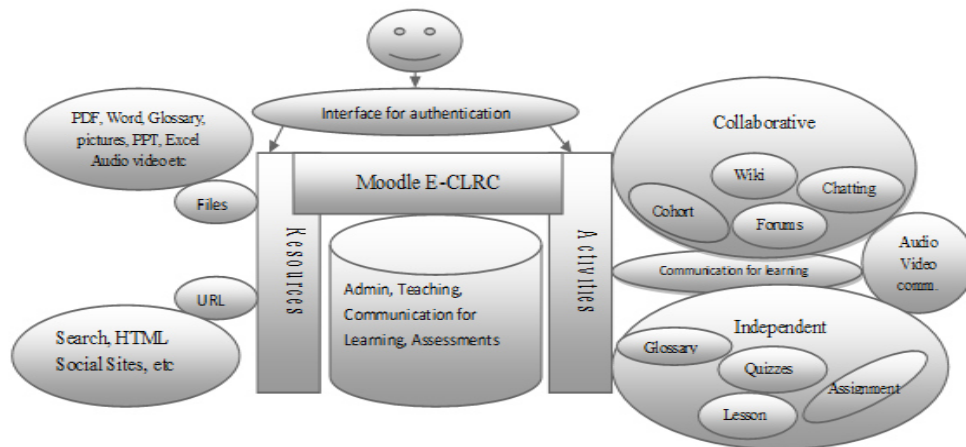 Interface for authentication
PDF, Word, Glossary,
pictures, PPT, Excel
Audio video etc
Files
URL
Search, HTML
Social Sites, etc
Resources
Moodle E-CLRC
Admin, Teaching,
Communication for
Learning, Assessments
Activities
Collaborative
Wiki
Chatting
Cohort
Forums
Communication for learning
Audio
Video
comm.
Independent
Glossary
Quizzes
Assignment
Lesson